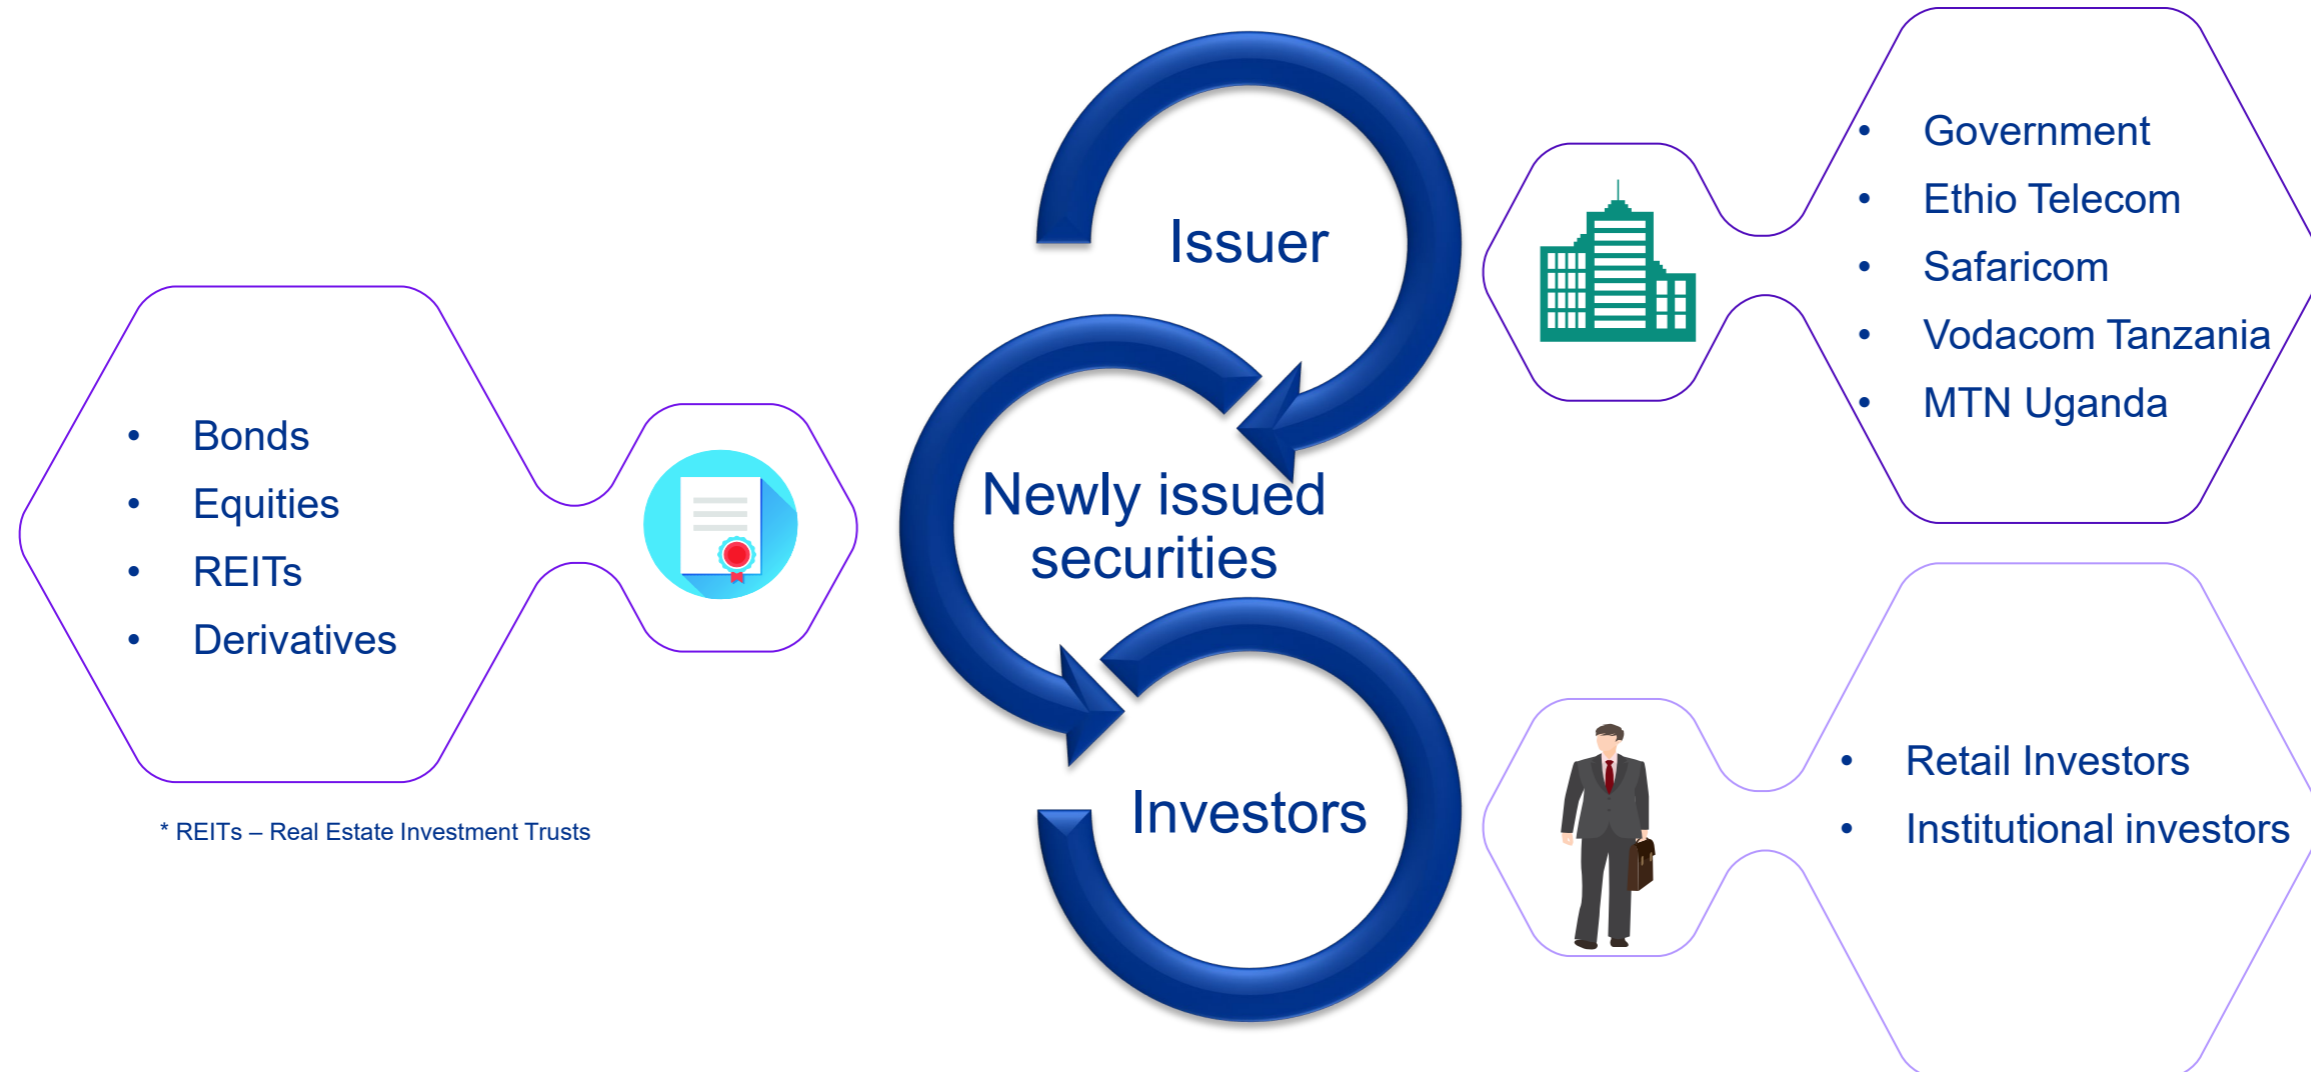 Issuer
Newly issued
securities
Investors
• Government
• Ethio Telecom
• Safaricom
• Vodacom Tanzania
• MTN Uganda
• Bonds
• Equities
• REITs
• Derivatives
* REITs – Real Estate Investment Trusts
• Retail Investors
• Institutional investors